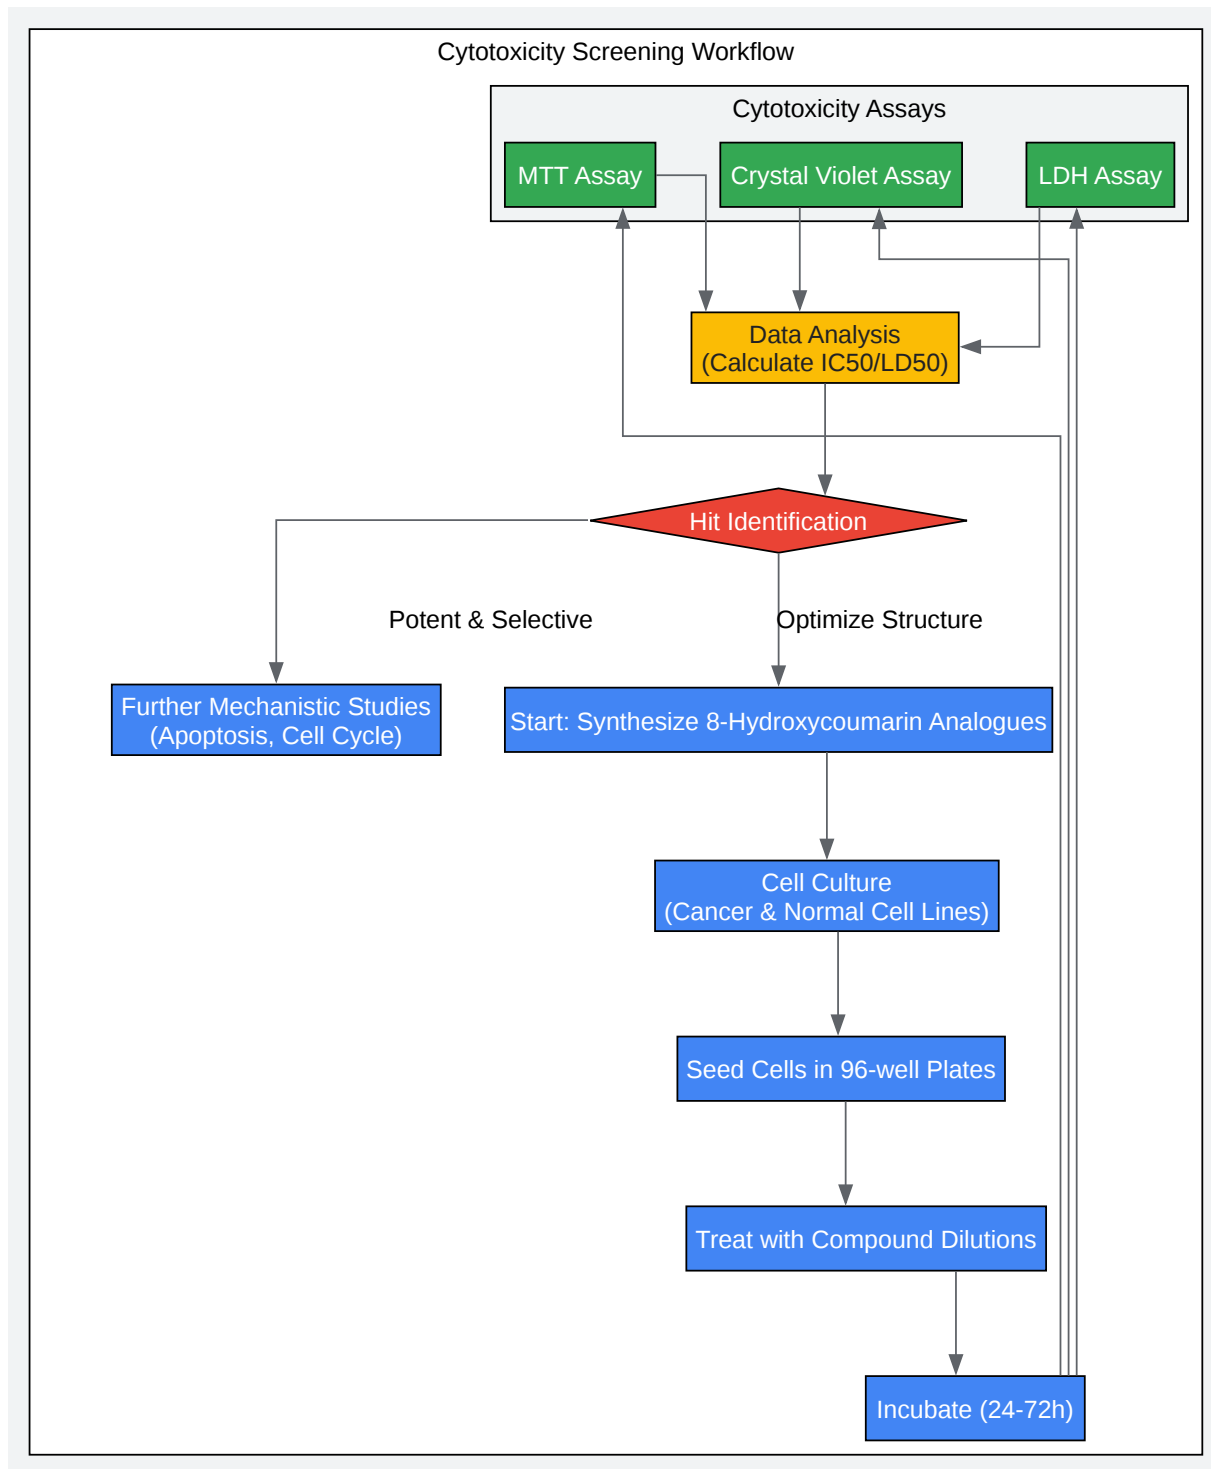 Cytotoxicity Screening Workflow
Cytotoxicity Assays
MTT Assay
Crystal Violet Assay
LDH Assay
Data Analysis
(Calculate IC50/LD50)
Hit Identification
Potent & Selective
Optimize Structure
Further Mechanistic Studies
(Apoptosis, Cell Cycle)
Start: Synthesize 8-Hydroxycoumarin Analogues
Cell Culture
(Cancer & Normal Cell Lines)
Seed Cells in 96-well Plates
Treat with Compound Dilutions
Incubate (24-72h)